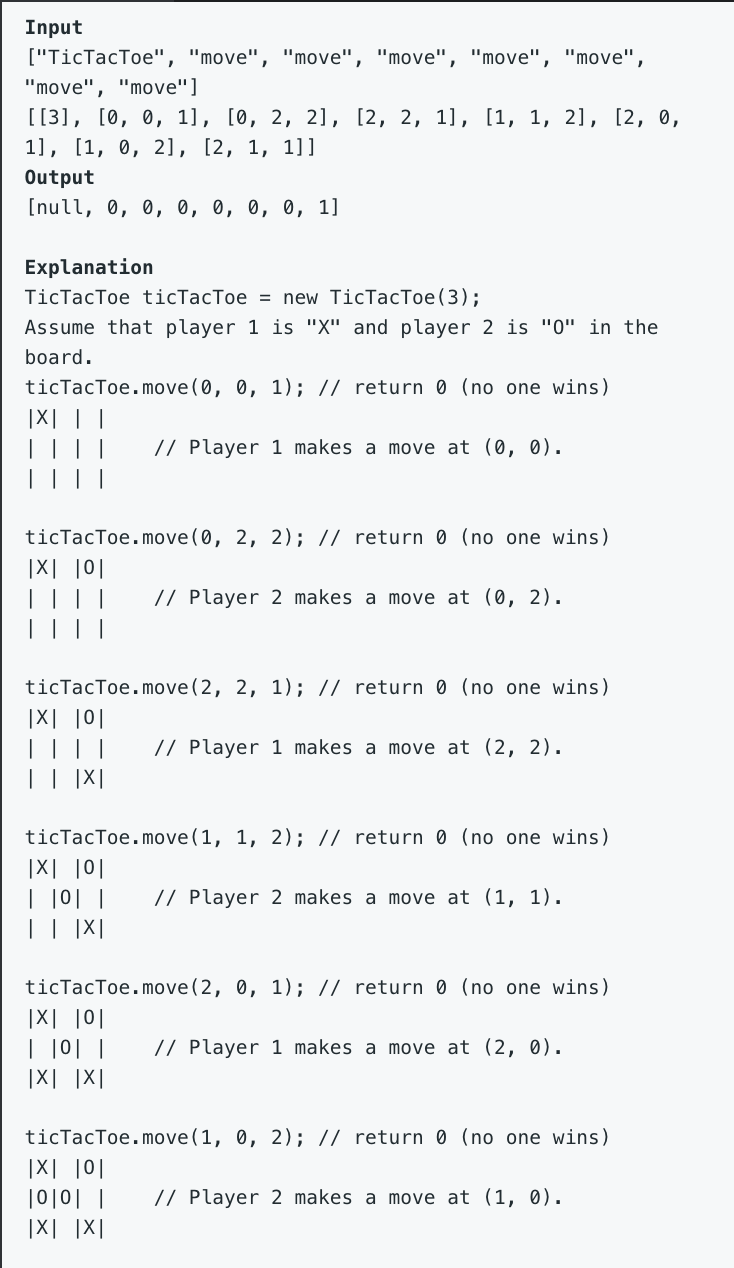 Input
["TicTacToe", "move", "move", "move", "move", "move",
"move", "move"]
[[3], [0, 0, 1], [0, 2, 2], [2, 2, 1], [1, 1, 2], [2, 0,
1], [1, 0, 2], [2, 1, 1]]
Output
[null, 0, 0, 0, 0, 0, 0, 1]

Explanation
TicTacToe ticTacToe = new TicTacToe(3);
Assume that player 1 is "X" and player 2 is "O" in the
board.
ticTacToe.move(0, 0, 1); // return 0 (no one wins)
|X| | |
| | | |    // Player 1 makes a move at (0, 0).
| | | |

ticTacToe.move(0, 2, 2); // return 0 (no one wins)
|X| |O|
| | | |    // Player 2 makes a move at (0, 2).
| | | |

ticTacToe.move(2, 2, 1); // return 0 (no one wins)
|X| |O|
| | | |    // Player 1 makes a move at (2, 2).
| | |X|

ticTacToe.move(1, 1, 2); // return 0 (no one wins)
|X| |O|
| |O| |    // Player 2 makes a move at (1, 1).
| | |X|

ticTacToe.move(2, 0, 1); // return 0 (no one wins)
|X| |O|
| |O| |    // Player 1 makes a move at (2, 0).
|X| |X|

ticTacToe.move(1, 0, 2); // return 0 (no one wins)
|X| |O|
|O|O| |    // Player 2 makes a move at (1, 0).
|X| |X|